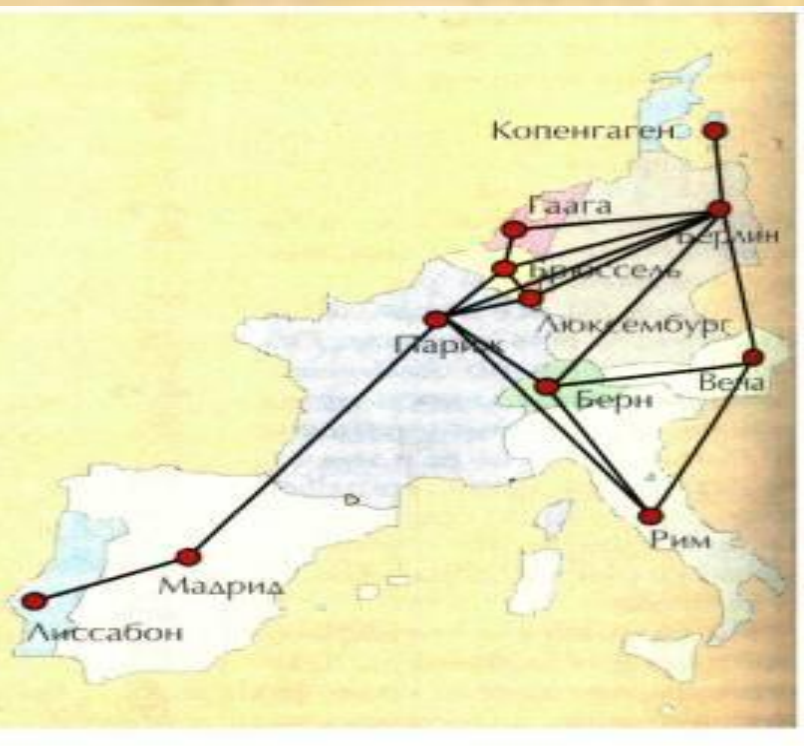 Копенгаген
Гаага
Берлин
Брюссель
Люксембург
Париж
Вена
Берн
Рим
Мадрид
Лиссабон